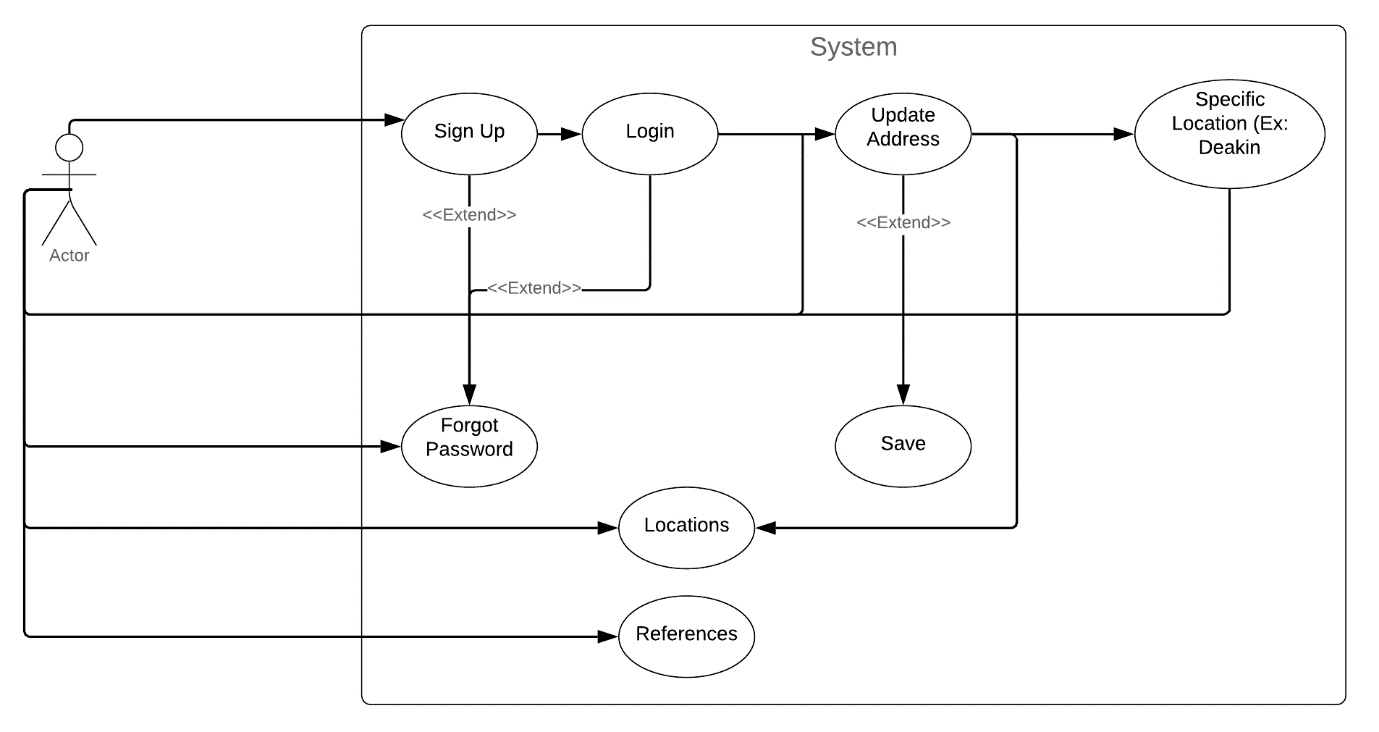 System
Sign Up
Login
Update
Address
Specific
Location (Ex:
Deakin
<<Extend>>
<<Extend>>
Actor
<<Extend>>
Forgot
Password
Save
Locations
References